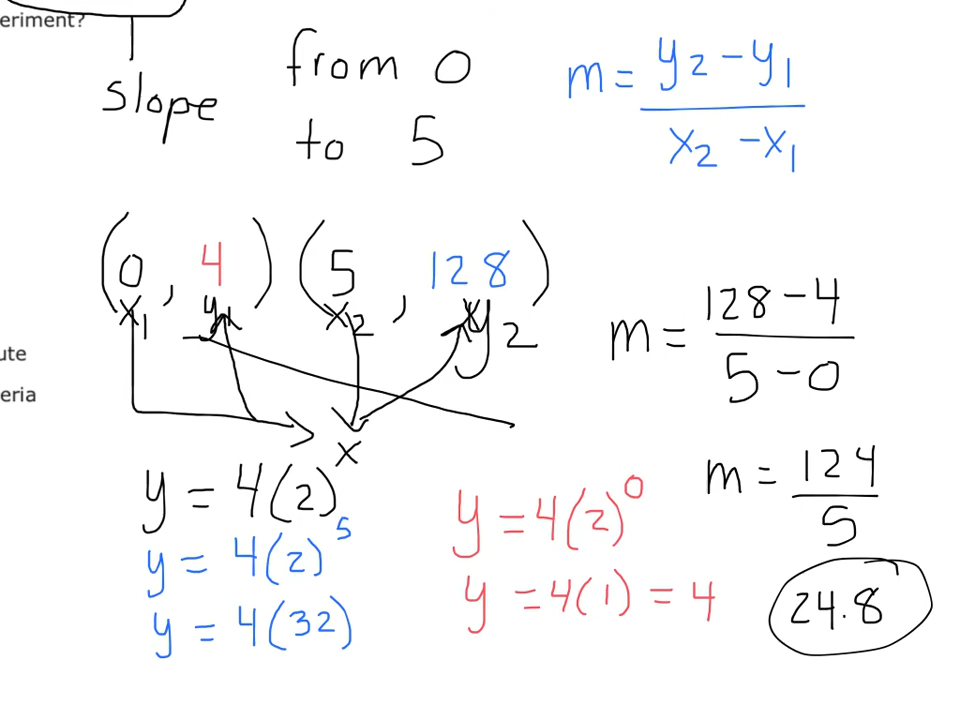 eriment?
slope
from 0
to 5
m = y2 - y1 / x2 - x1
(0, 4) (5, 128)
x1 y1 x2 y2
m = 128 - 4 / 5 - 0
ute
eria
x
y = 4(2)
y = 4(2)^5
y = 4(32)
y = 4(2)^0
y = 4(1) = 4
m = 124 / 5
24.8